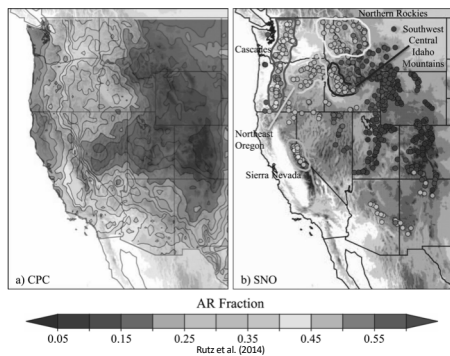 Northern Rockies
Cascades
Southwest
Central
Idaho
Mountains
Northeast
Oregon
Sierra Nevada
a) CPC
b) SNO
AR Fraction
0.05 0.15 0.25 0.35 0.45 0.55
Rutz et al. (2014)